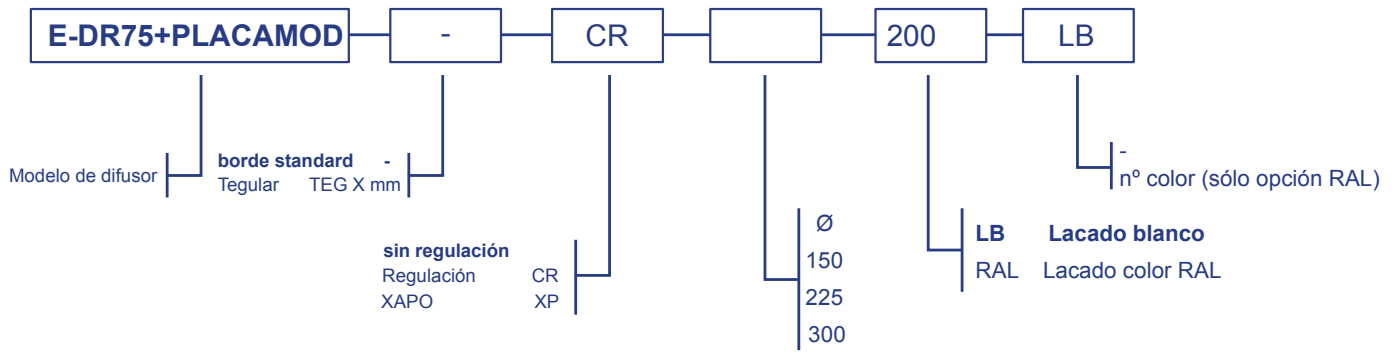 E-DR75+PLACAMOD - CR 200 LB
Modelo de difusor
borde standard -
Tegular TEG X mm
sin regulación
Regulación CR
XAPO XP
Ø
150
225
300
LB Lacado blanco
RAL Lacado color RAL
-
nº color (sólo opción RAL)